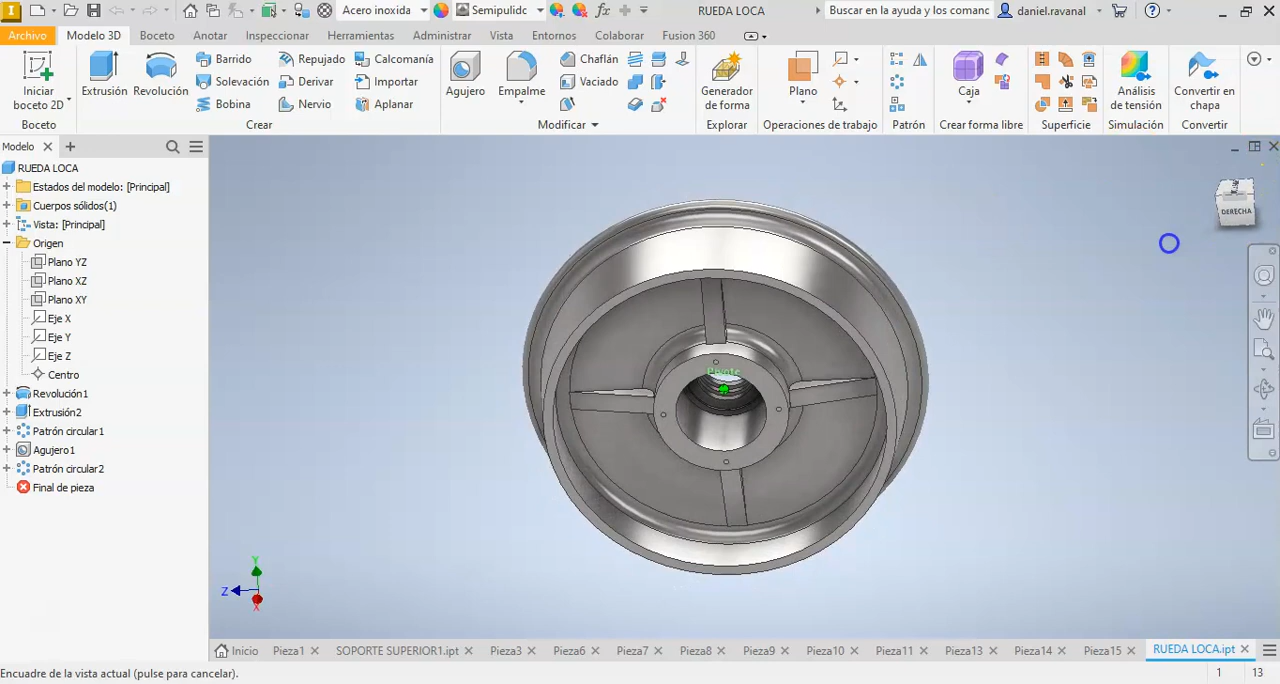 Acero inoxida
Semipulidc
fx
RUEDA LOCA
Buscar en la ayuda y los comanc
daniel.ravanal
Archivo
Modelo 3D
Boceto
Anotar
Inspeccionar
Herramientas
Administrar
Vista
Entornos
Colaborar
Fusion 360
Iniciar
boceto 2D
Boceto
Extrusión
Revolución
Barrido
Solevación
Bobina
Repujado
Derivar
Nervio
Calcomanía
Importar
Aplanar
Crear
Agujero
Empalme
Chaflán
Vaciado
Modificar
Generador
de forma
Explorar
Plano
Operaciones de trabajo
Patrón
Caja
Crear forma libre
Superficie
Análisis
de tensión
Simulación
Convertir en
chapa
Convertir
Modelo
RUEDA LOCA
Estados del modelo: [Principal]
Cuerpos sólidos(1)
Vista: [Principal]
Origen
Plano YZ
Plano XZ
Plano XY
Eje X
Eje Y
Eje Z
Centro
Revolución1
Extrusión2
Patrón circular1
Agujero1
Patrón circular2
Final de pieza
DERECHA
Pivote
Y
Z
X
Inicio
Pieza1
SOPORTE SUPERIOR1.ipt
Pieza3
Pieza6
Pieza7
Pieza8
Pieza9
Pieza10
Pieza11
Pieza13
Pieza14
Pieza15
RUEDA LOCA.ipt
Encuadre de la vista actual (pulse para cancelar).
1
13